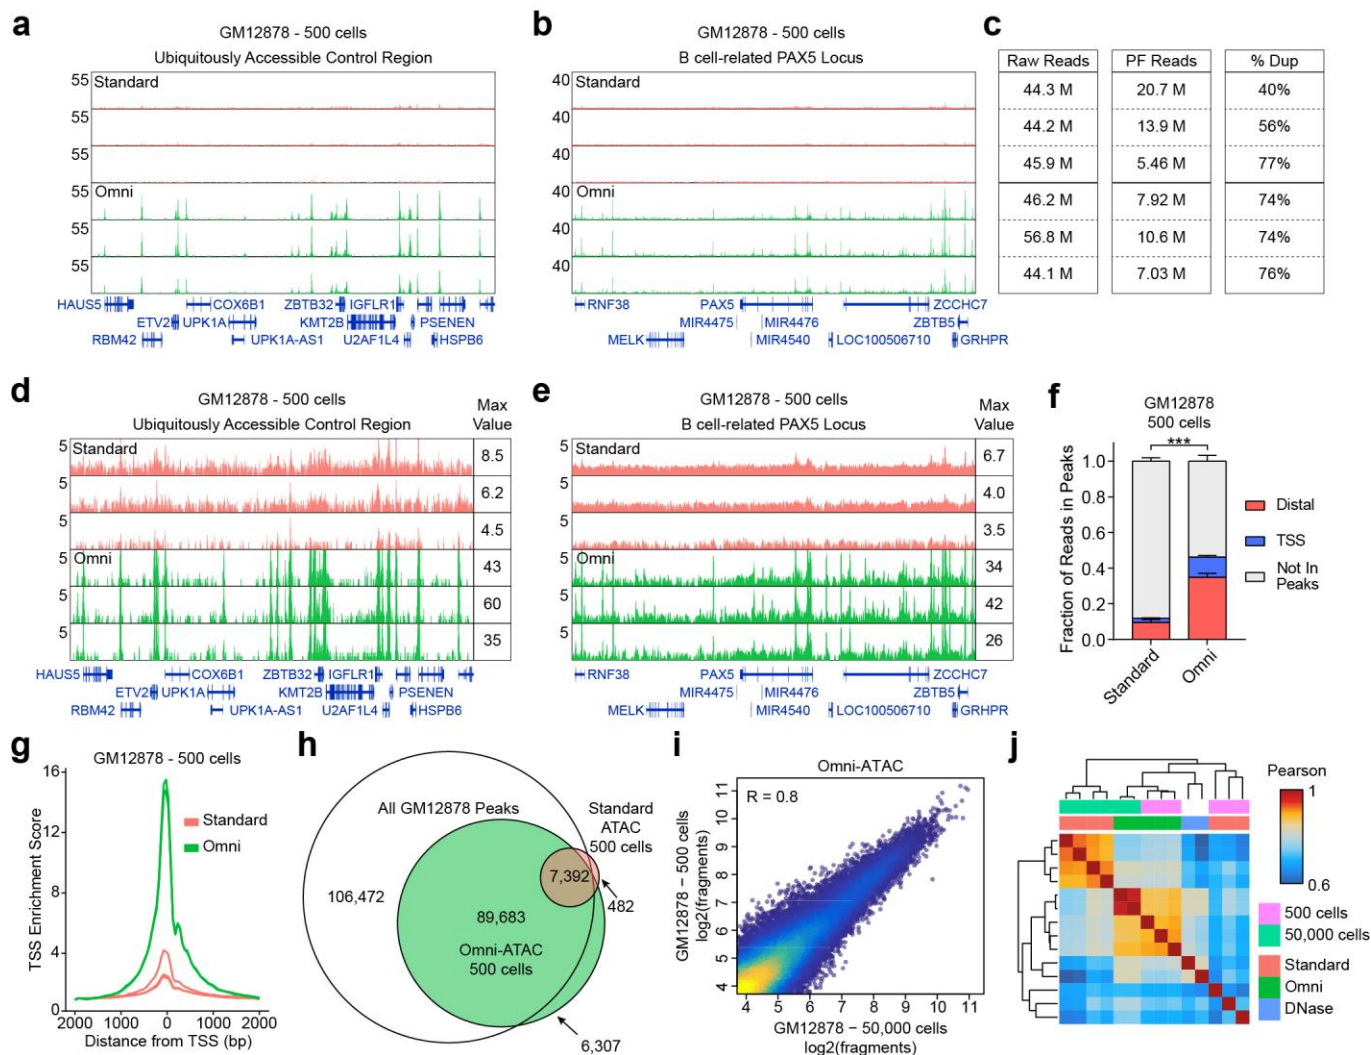 a
GM12878 - 500 cells
Ubiquitously Accessible Control Region
55
Standard
55
55
55
Omni
55
55
HAUS5
COX6B1
ZBTB32
IGFLR1
ETV2
UPK1A
KMT2B
PSENEN
RBM42
UPK1A-AS1
U2AF1L4
HSPB6
b
GM12878 - 500 cells
B cell-related PAX5 Locus
40
Standard
40
40
40
Omni
40
40
RNF38
PAX5
ZCCHC7
MIR4475
MIR4476
ZBTB5
MELK
MIR4540
LOC100506710
GRHPR
c
Raw Reads PF Reads % Dup
44.3 M 20.7 M 40%
44.2 M 13.9 M 56%
45.9 M 5.46 M 77%
46.2 M 7.92 M 74%
56.8 M 10.6 M 74%
44.1 M 7.03 M 76%
d
GM12878 - 500 cells
Ubiquitously Accessible Control Region
Max
Value
5
Standard
8.5
5
6.2
5
4.5
5
Omni
43
5
60
5
35
HAUS5
COX6B1
ZBTB32
IGFLR1
ETV2
UPK1A
KMT2B
PSENEN
RBM42
UPK1A-AS1
U2AF1L4
HSPB6
e
GM12878 - 500 cells
B cell-related PAX5 Locus
Max
Value
5
Standard
6.7
5
4.0
5
3.5
5
Omni
34
5
42
5
26
RNF38
PAX5
ZCCHC7
MIR4475
MIR4476
ZBTB5
MELK
MIR4540
LOC100506710
GRHPR
f
GM12878
500 cells
***
Fraction of Reads in Peaks
1.0
0.8
0.6
0.4
0.2
0.0
Standard
Omni
Distal
TSS
Not In
Peaks
g
GM12878 - 500 cells
TSS Enrichment Score
16
12
8
4
0
Standard
Omni
2000 1000 0 1000 2000
Distance from TSS (bp)
h
All GM12878 Peaks
Standard
ATAC
500 cells
106,472
7,392
482
89,683
Omni-ATAC
500 cells
6,307
i
Omni-ATAC
R = 0.8
GM12878 – 500 cells
log2(fragments)
11
10
9
8
7
6
5
4
4 5 6 7 8 9 10 11
GM12878 – 50,000 cells
log2(fragments)
j
Pearson
1
0.6
500 cells
50,000 cells
Standard
Omni
DNase